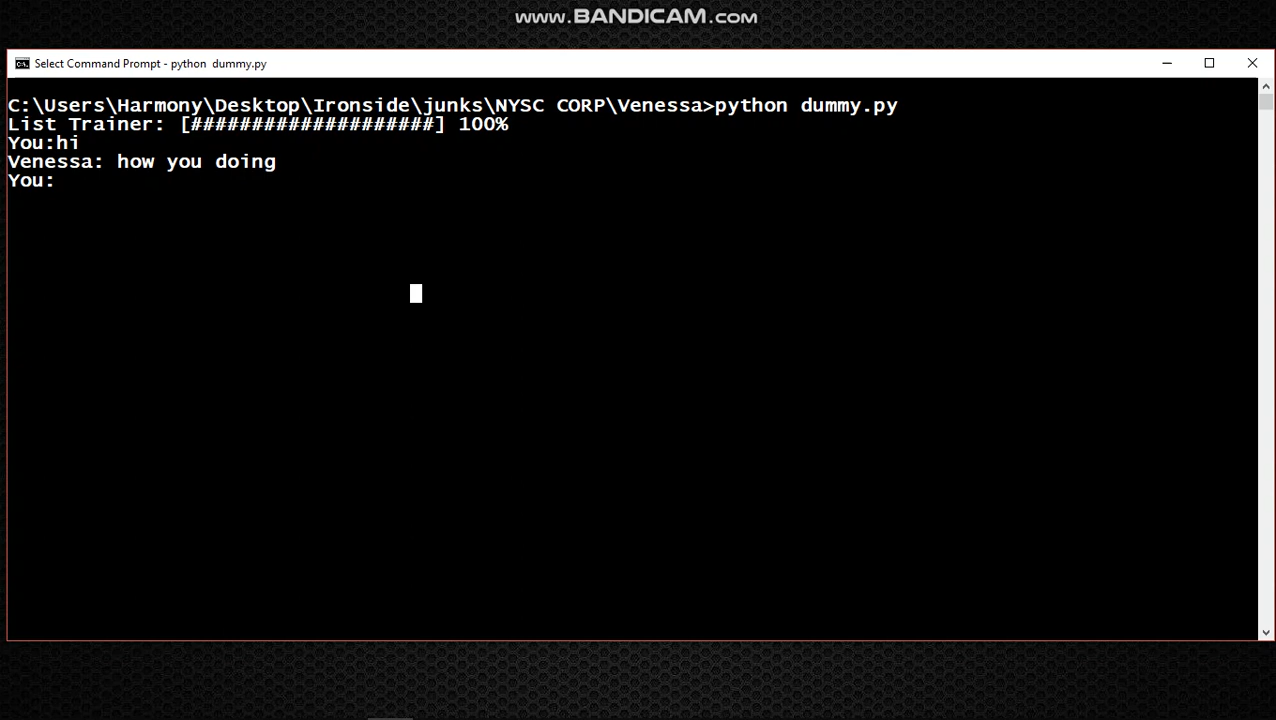 www.BANDICAM.com
Select Command Prompt - python  dummy.py
C:\Users\Harmony\Desktop\Ironside\junks\NYSC CORP\Venessa>python dummy.py
List Trainer: [####################] 100%
You:hi
Venessa: how you doing
You: